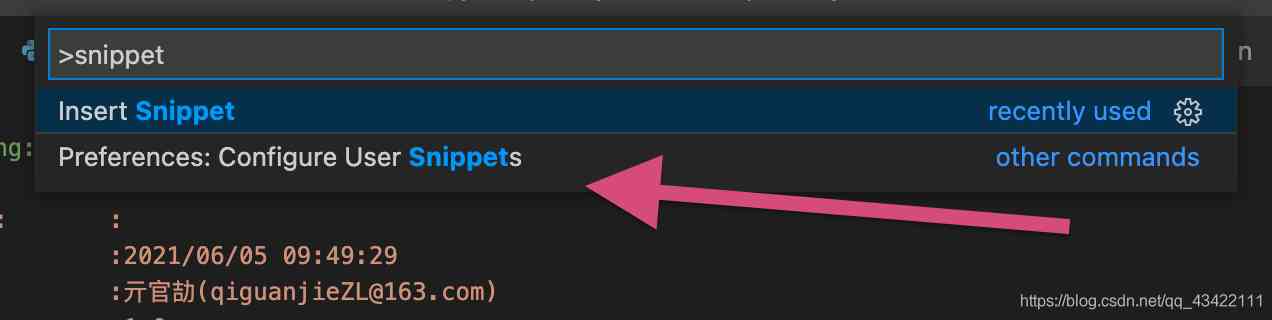 >snippet
n
Insert Snippet recently used
ng:
Preferences: Configure User Snippets other commands
: :
:2021/06/05 09:49:29
:亓官劼(qiguanjieZL@163.com)
https://blog.csdn.net/qq_43422111